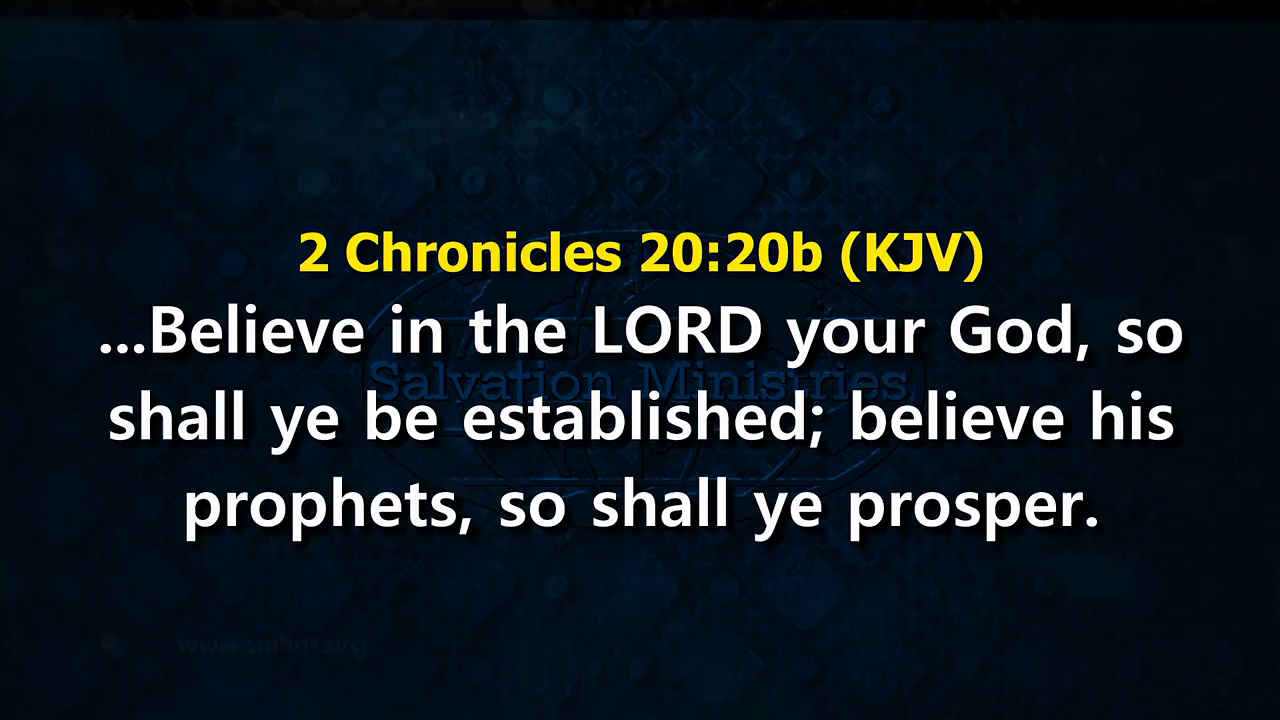 2 Chronicles 20:20b (KJV)
...Believe in the LORD your God, so
Salvation Ministries
shall ye be established; believe his
prophets, so shall ye prosper.